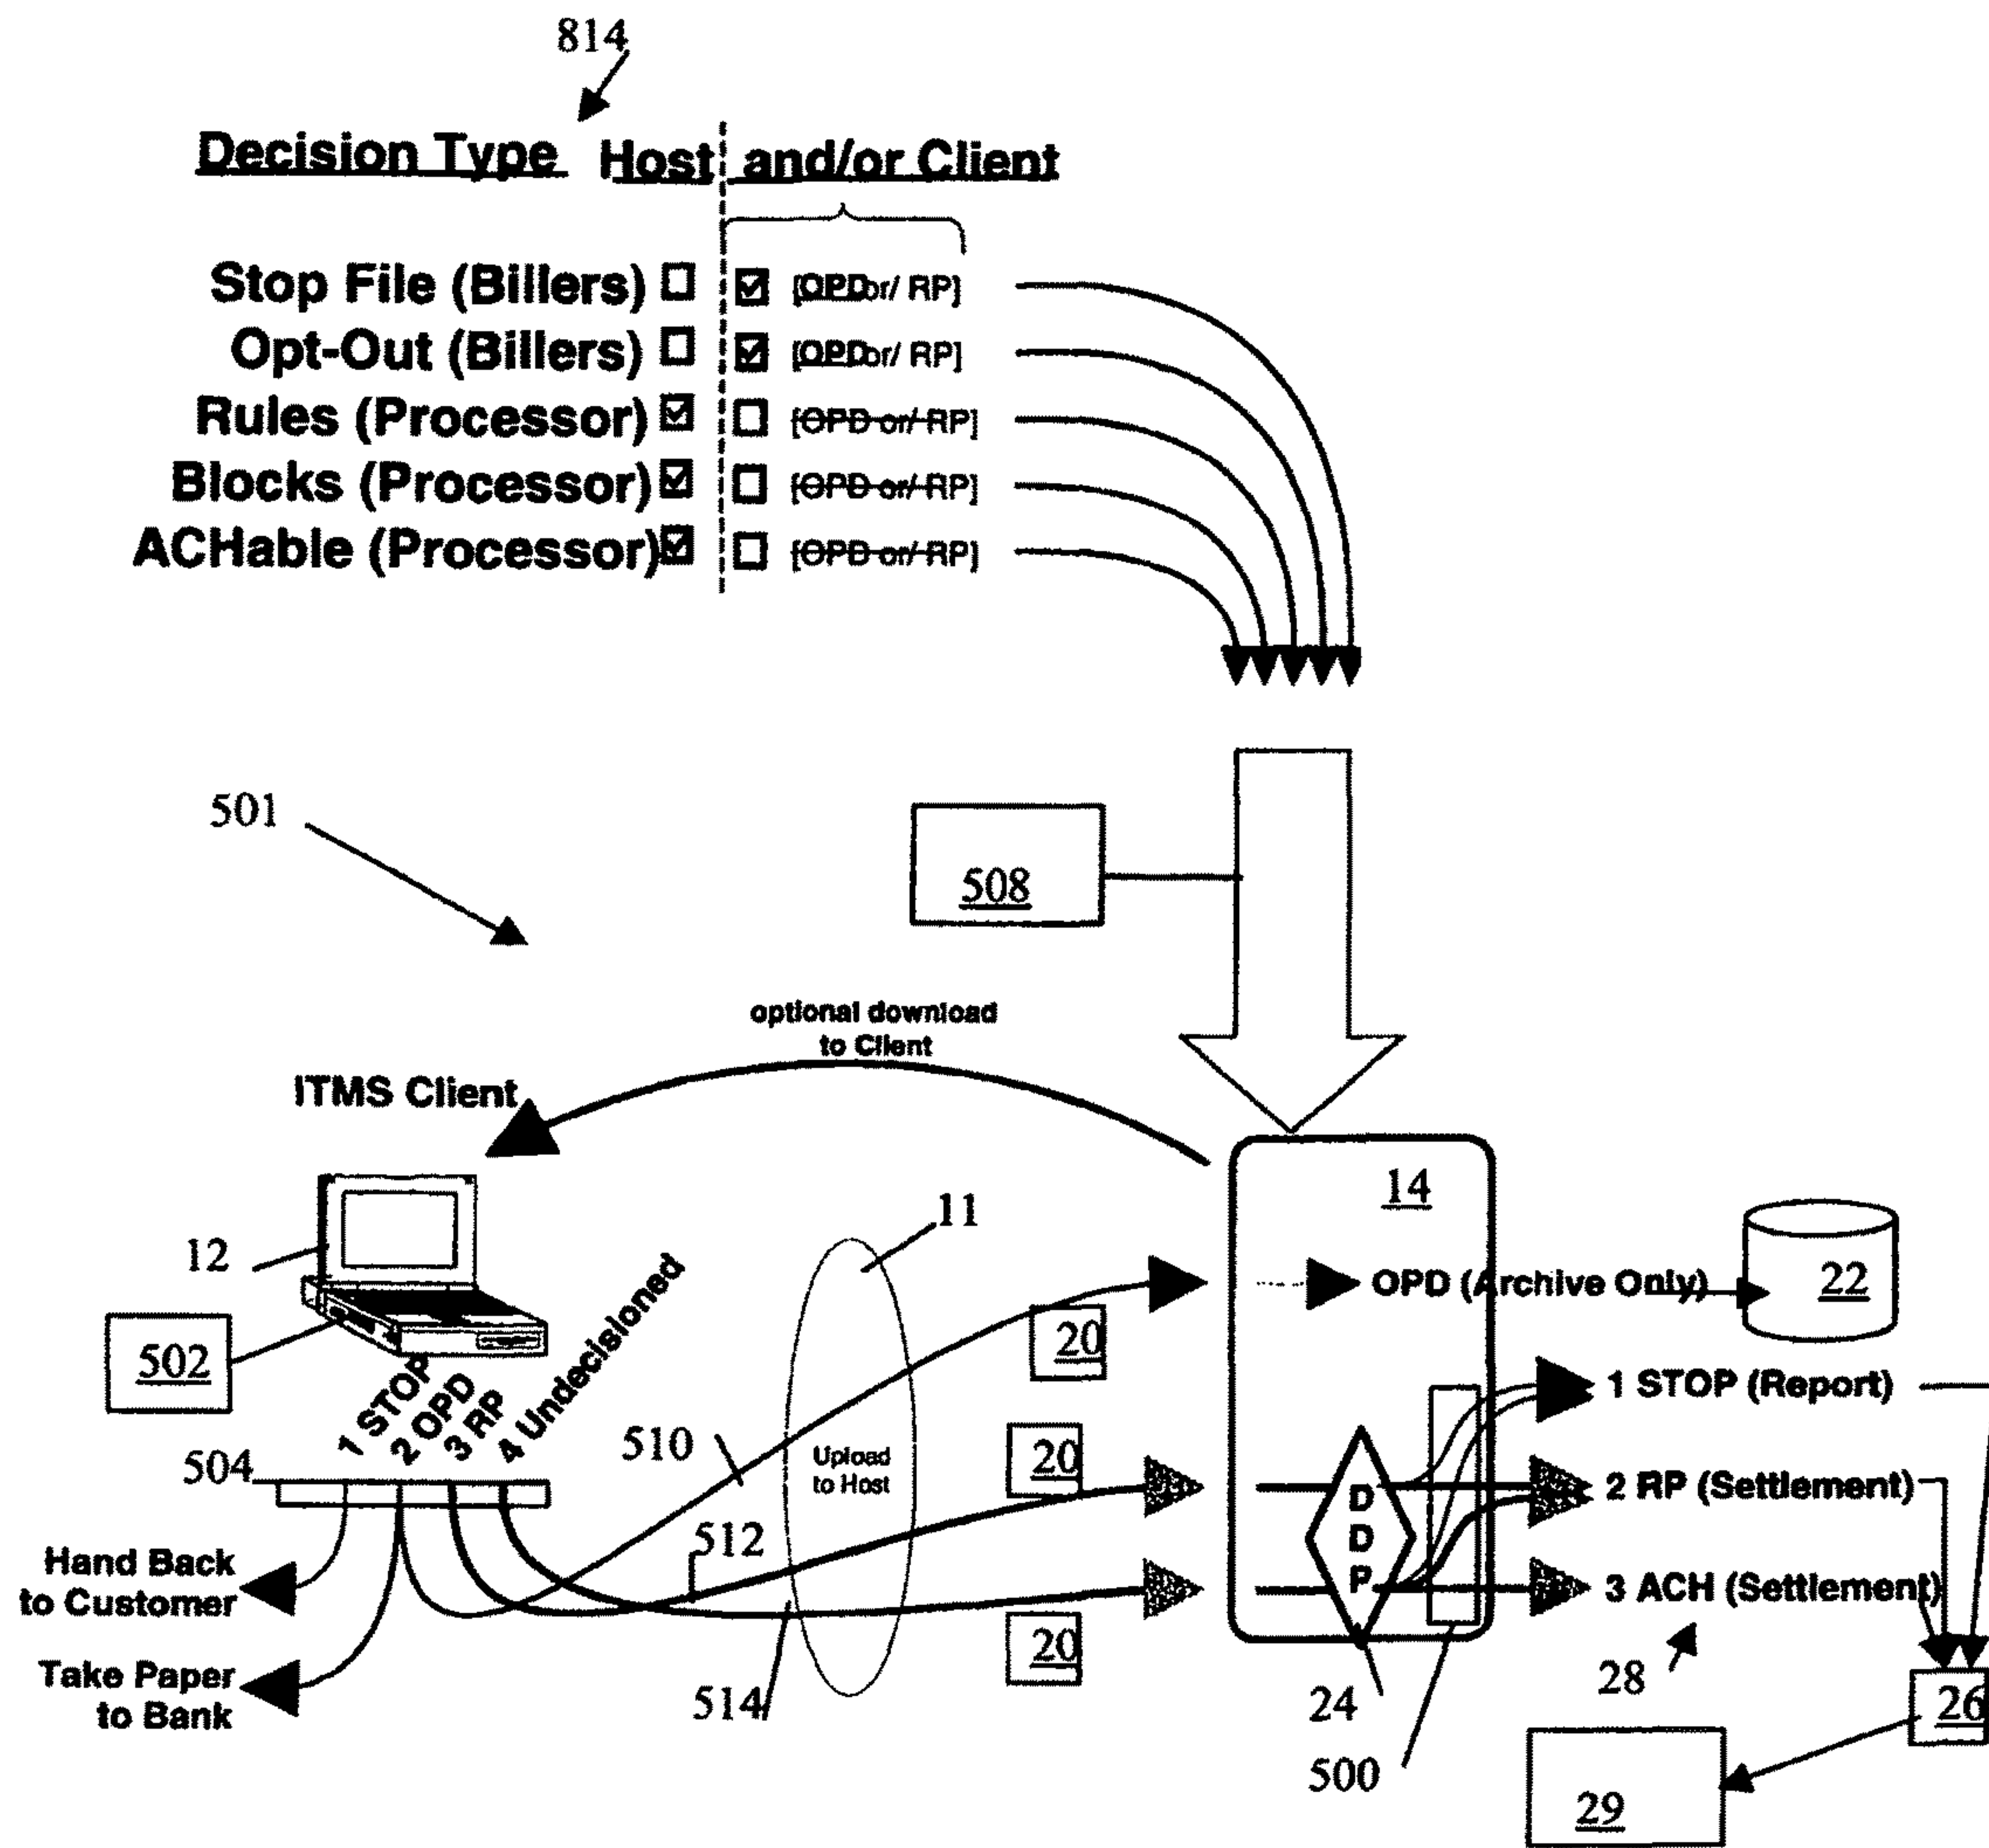 814
Decision Type Host and/or Client
Stop File (Billers) [OPD or/ RP]
Opt-Out (Billers) [OPD or/ RP]
Rules (Processor) [OPD or/ RP]
Blocks (Processor) [OPD or/ RP]
ACHable (Processor) [OPD or/ RP]
501
508
optional download
to Client
ITMS Client
14
11
12
OPD (Archive Only)
22
20
502
1 STOP
2 OPD
3 RP
4 Undecisioned
1 STOP (Report)
510
Upload
to Host
20
504
D
D
P
2 RP (Settlement)
512
Hand Back
to Customer
3 ACH (Settlement)
20
Take Paper
to Bank
514
24
28
26
500
29